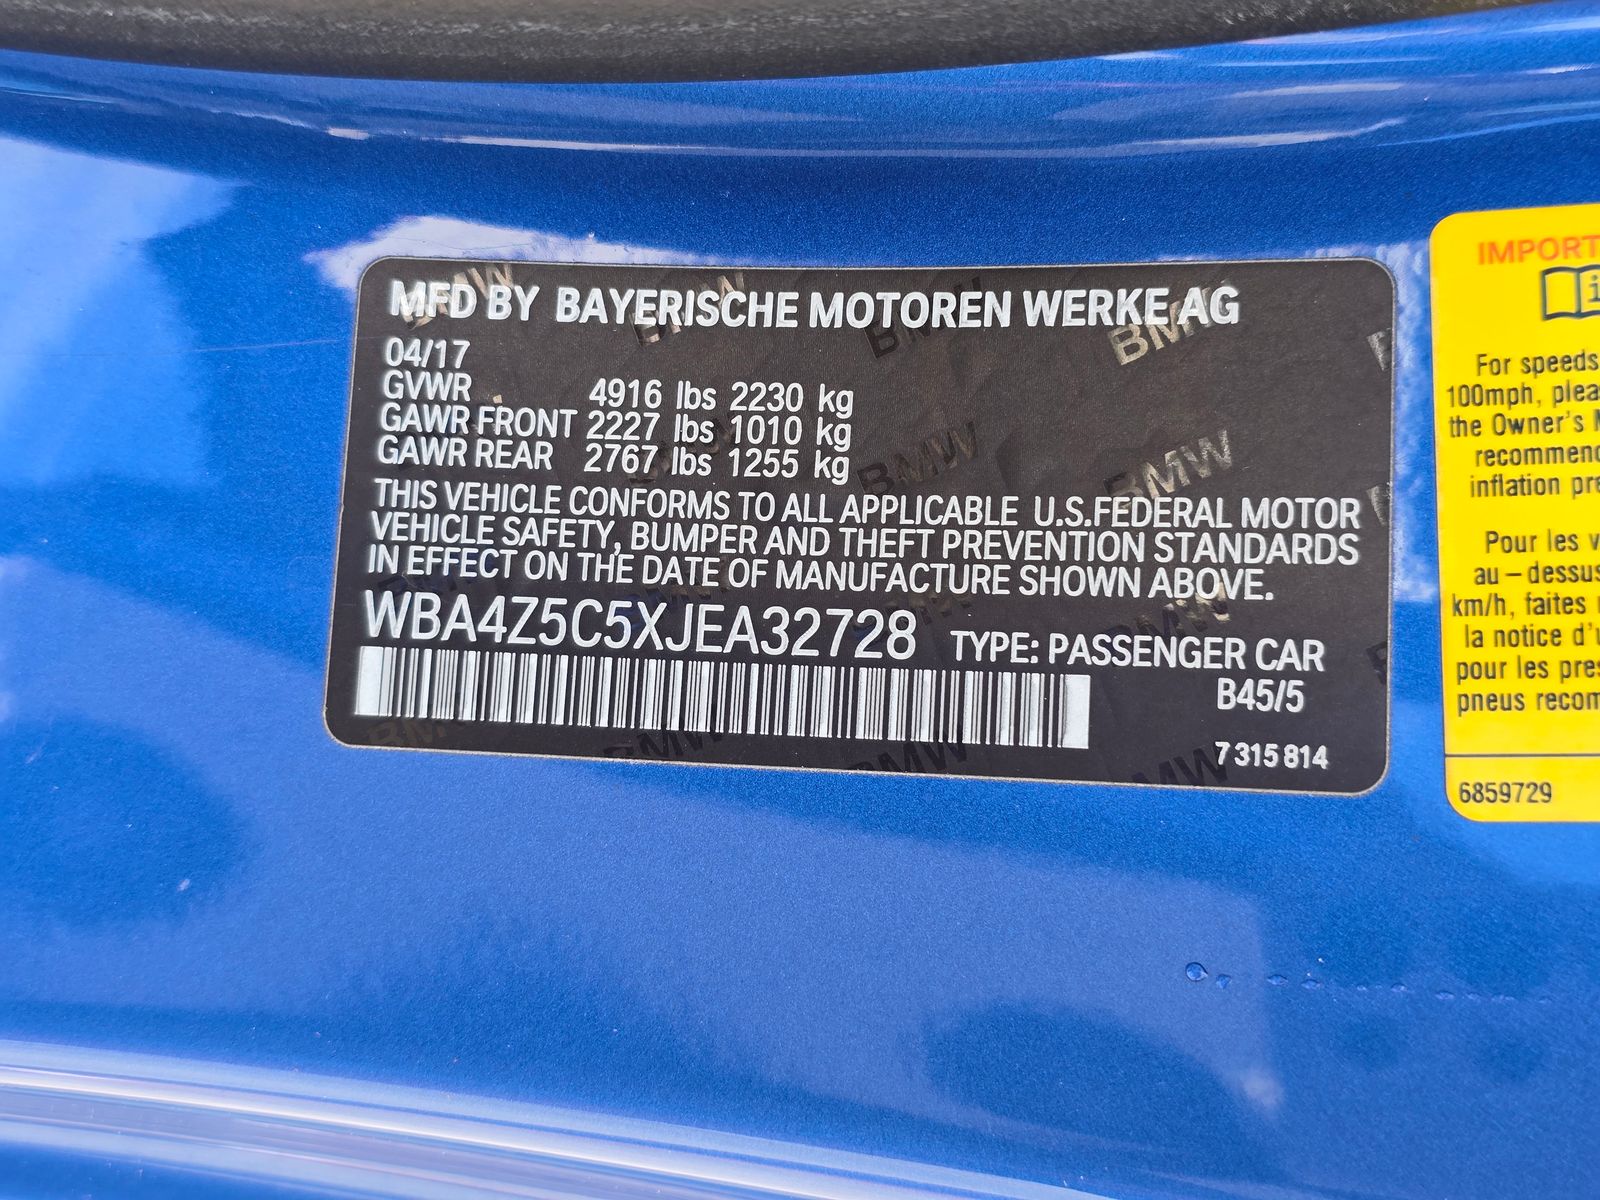 MFD BY BAYERISCHE MOTOREN WERKE AG
04/17
GVWR 4916 lbs 2230 kg
GAWR FRONT 2227 lbs 1010 kg
GAWR REAR 2767 lbs 1255 kg
THIS VEHICLE CONFORMS TO ALL APPLICABLE U.S.FEDERAL MOTOR
VEHICLE SAFETY, BUMPER AND THEFT PREVENTION STANDARDS
IN EFFECT ON THE DATE OF MANUFACTURE SHOWN ABOVE.
WBA4Z5C5XJEA32728 TYPE: PASSENGER CAR
B45/5
7 315 814
IMPORT
For speeds
100mph, plea
the Owner's
recommen
inflation pre
Pour les v
au-dessus
km/h, faites
la notice d'
pour les pres
pneus recom
6859729